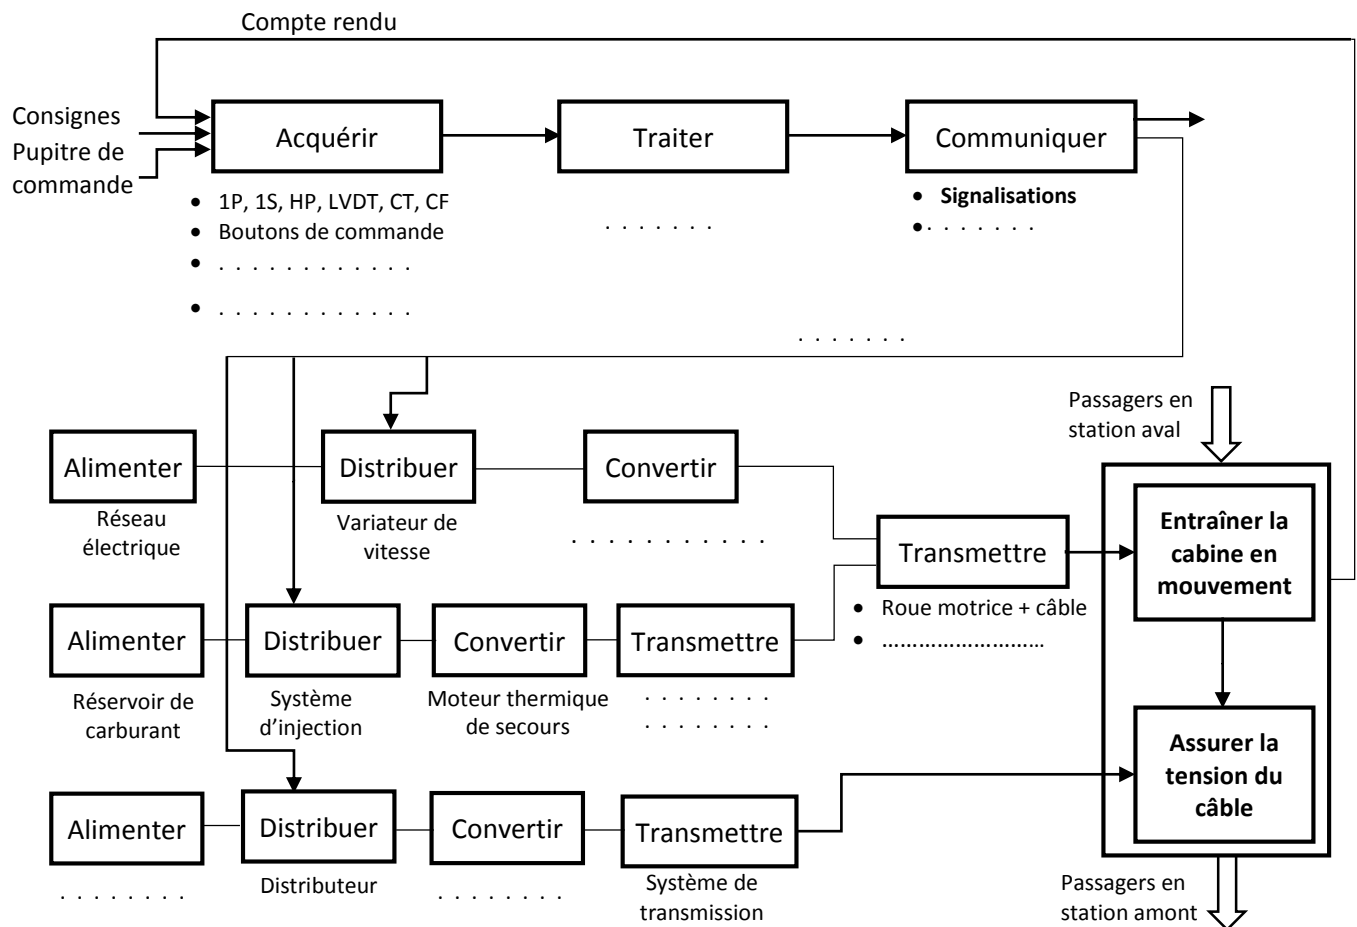 Compte rendu
Consignes
Pupitre de
commande
Acquérir
Traiter
Communiquer
• 1P, 1S, HP, LVDT, CT, CF
• Boutons de commande
• . . . . . . . . . . . .
• . . . . . . . . . . . .
. . . . . . .
• Signalisations
• . . . . . . .
. . . . . . .
Passagers en
station aval
Alimenter
Distribuer
Convertir
Réseau
électrique
Variateur de
vitesse
. . . . . . . . . . .
Transmettre
• Roue motrice + câble
• ...........................
Entraîner la
cabine en
mouvement
Alimenter
Distribuer
Convertir
Transmettre
Réservoir de
carburant
Système
d’injection
Moteur thermique
de secours
. . . . . . . .
. . . . . . . .
Assurer la
tension du
câble
Alimenter
Distribuer
Convertir
Transmettre
. . . . . . . .
Distributeur
. . . . . . . .
Système de
transmission
Passagers en
station amont